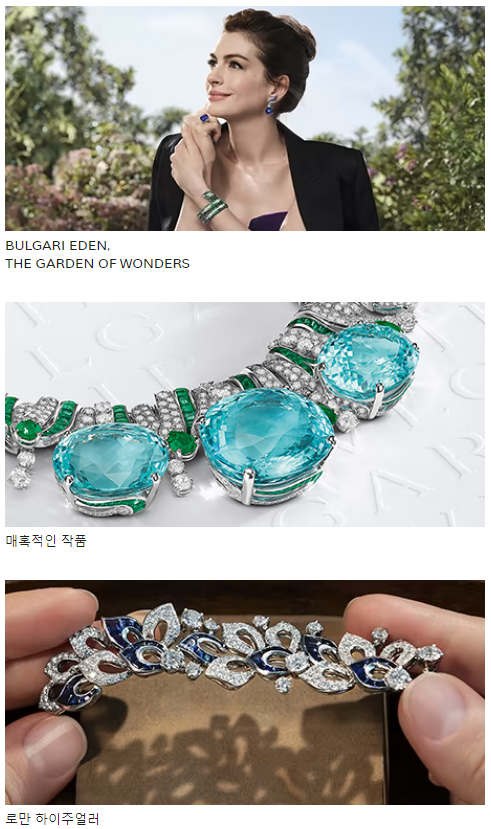 BULGARI EDEN,
THE GARDEN OF WONDERS
매혹적인 작품
로만 하이주얼러